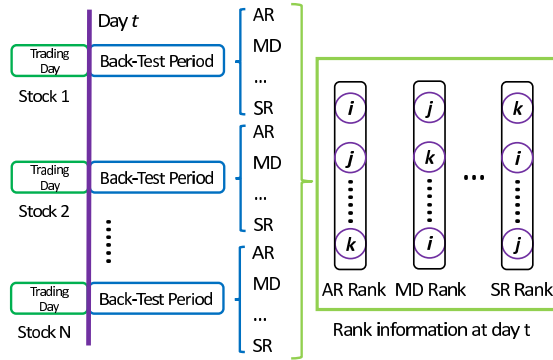 Day t
Trading
Day
Back-Test Period
Stock 1
AR
MD
...
SR
Trading
Day
Back-Test Period
Stock 2
AR
MD
...
SR
Trading
Day
Back-Test Period
Stock N
AR
MD
...
SR
i
j
k
AR Rank
j
k
i
MD Rank
...
k
i
j
SR Rank
Rank information at day t